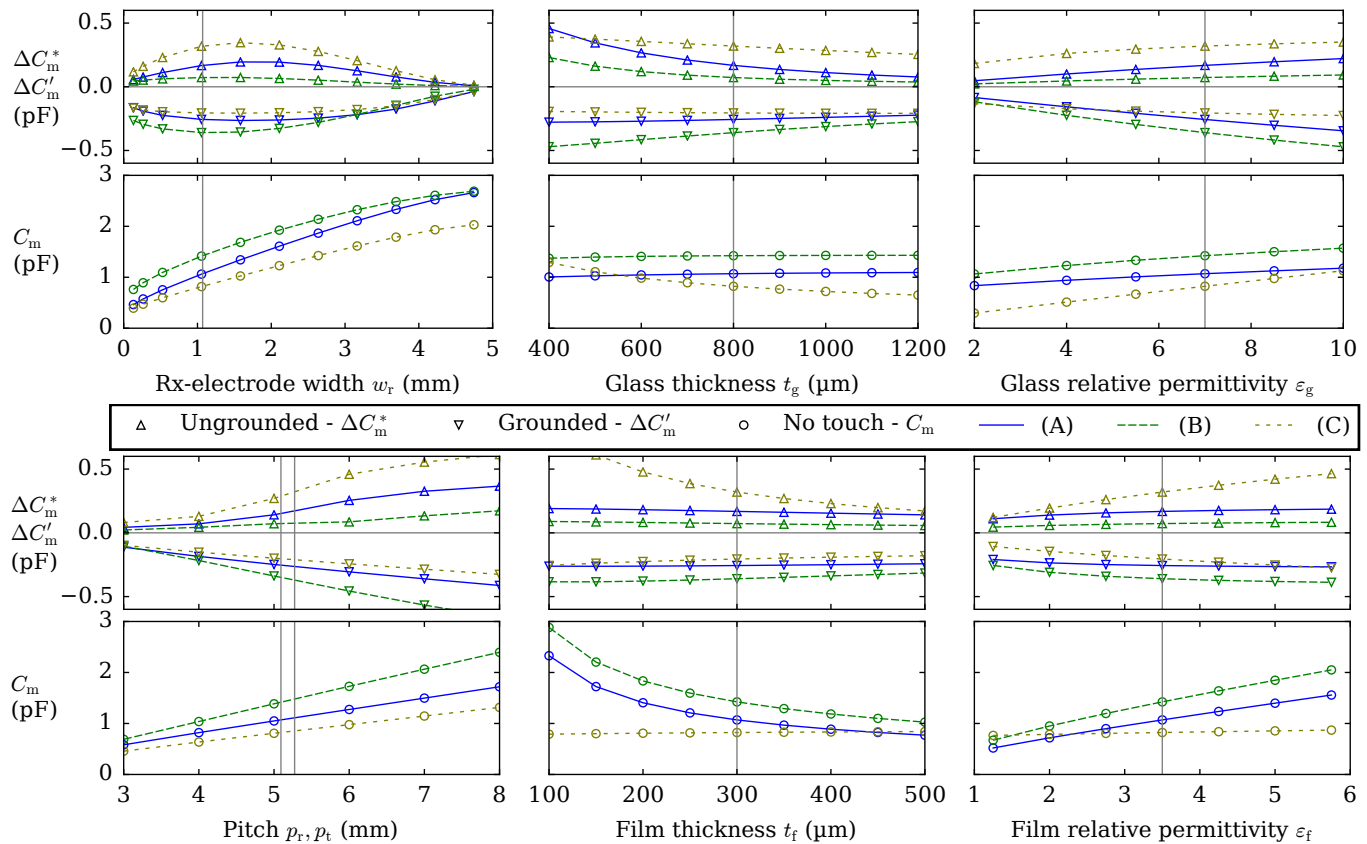 0.5
ΔC*m
0.0
ΔC′m
(pF)
−0.5
3
2
Cm
(pF)
1
0
0 1 2 3 4 5
400 600 800 1000 1200
2 4 6 8 10
Rx-electrode width wr (mm)
Glass thickness tg (μm)
Glass relative permittivity εg
Ungrounded - ΔC*m Grounded - ΔC′m No touch - Cm (A) (B) (C)
0.5
ΔC*m
0.0
ΔC′m
(pF)
−0.5
3
2
Cm
(pF)
1
0
3 4 5 6 7 8
100 200 300 400 500
1 2 3 4 5 6
Pitch pr, pt (mm)
Film thickness tf (μm)
Film relative permittivity εf